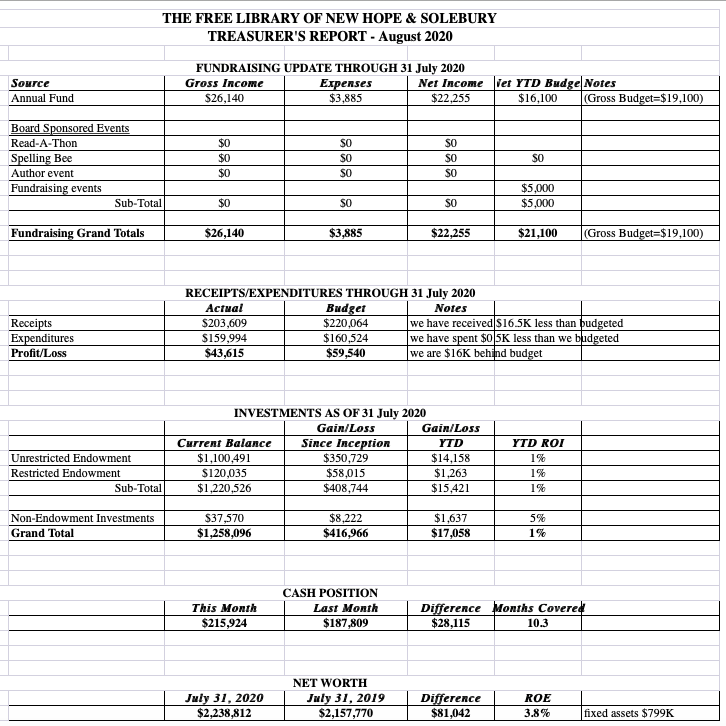 THE FREE LIBRARY OF NEW HOPE & SOLEBURY
TREASURER'S REPORT - August 2020
FUNDRAISING UPDATE THROUGH 31 July 2020
Source Gross Income Expenses Net Income Net YTD Budge Notes
Annual Fund $26,140 $3,885 $22,255 $16,100 (Gross Budget=$19,100)
Board Sponsored Events
Read-A-Thon $0 $0 $0
Spelling Bee $0 $0 $0 $0
Author event $0 $0 $0
Fundraising events $5,000
Sub-Total $0 $0 $0 $5,000
Fundraising Grand Totals $26,140 $3,885 $22,255 $21,100 (Gross Budget=$19,100)
RECEIPTS/EXPENDITURES THROUGH 31 July 2020
Actual Budget Notes
Receipts $203,609 $220,064 we have received $16.5K less than budgeted
Expenditures $159,994 $160,524 we have spent $0.5K less than we budgeted
Profit/Loss $43,615 $59,540 we are $16K behind budget
INVESTMENTS AS OF 31 July 2020
Gain/Loss Gain/Loss
Current Balance Since Inception YTD YTD ROI
Unrestricted Endowment $1,100,491 $350,729 $14,158 1%
Restricted Endowment $120,035 $58,015 $1,263 1%
Sub-Total $1,220,526 $408,744 $15,421 1%
Non-Endowment Investments $37,570 $8,222 $1,637 5%
Grand Total $1,258,096 $416,966 $17,058 1%
CASH POSITION
This Month Last Month Difference Months Covered
$215,924 $187,809 $28,115 10.3
NET WORTH
July 31, 2020 July 31, 2019 Difference ROE
$2,238,812 $2,157,770 $81,042 3.8% fixed assets $799K